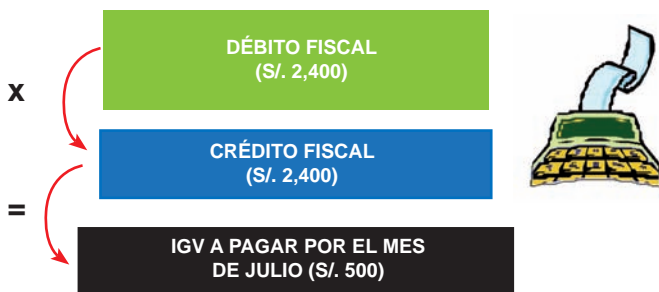 DÉBITO FISCAL
(S/. 2,400)
x
CRÉDITO FISCAL
(S/. 2,400)
=
IGV A PAGAR POR EL MES
DE JULIO (S/. 500)